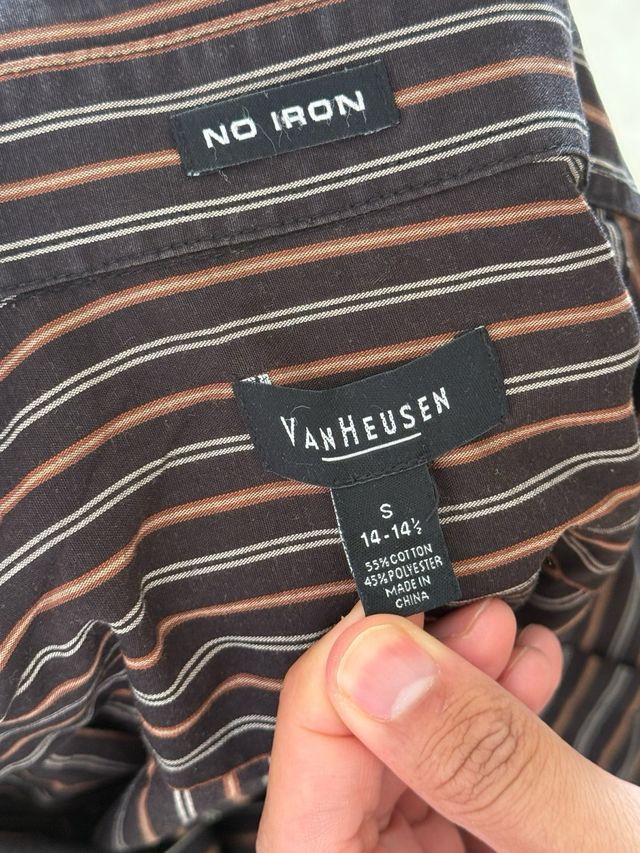 NO IRON
VANHEUSEN
S
14-14½
55%COTTON
45%POLYESTER
MADE IN
CHINA